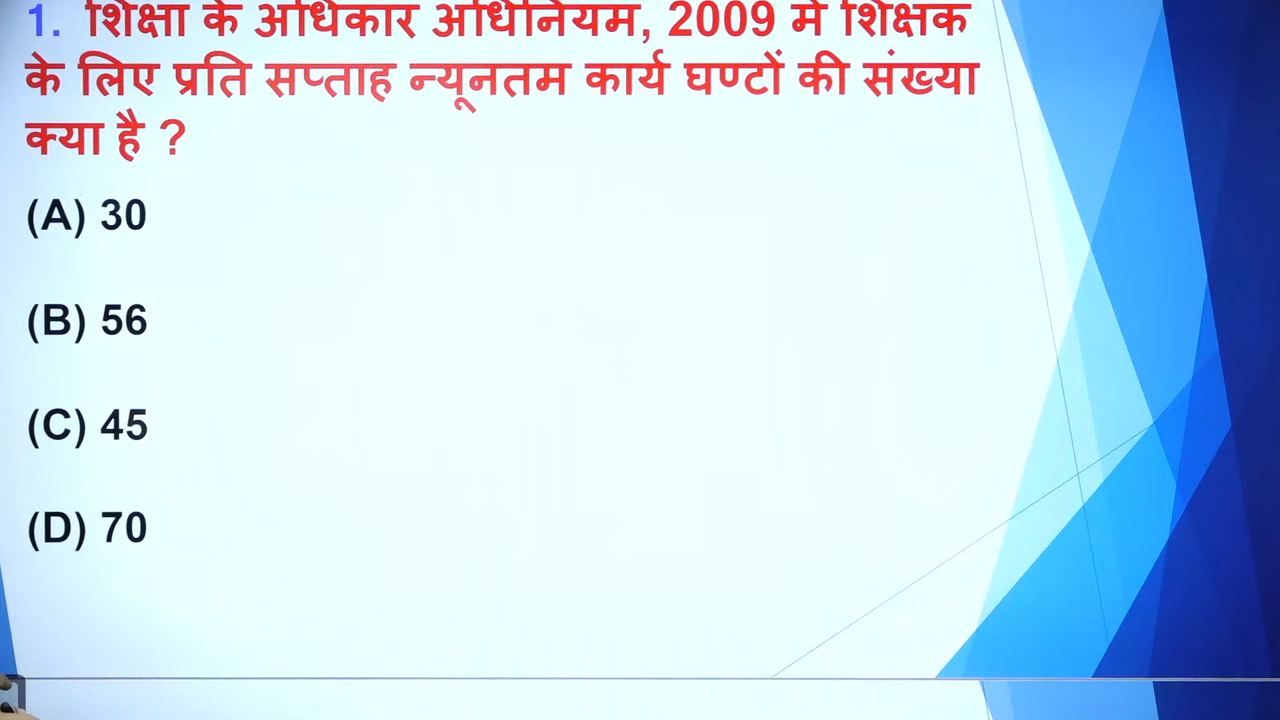 1. शिक्षा के अधिकार अधिनियम, 2009 में शिक्षक
के लिए प्रति सप्ताह न्यूनतम कार्य घण्टों की संख्या
क्या है ?
(A) 30
(B) 56
(C) 45
(D) 70